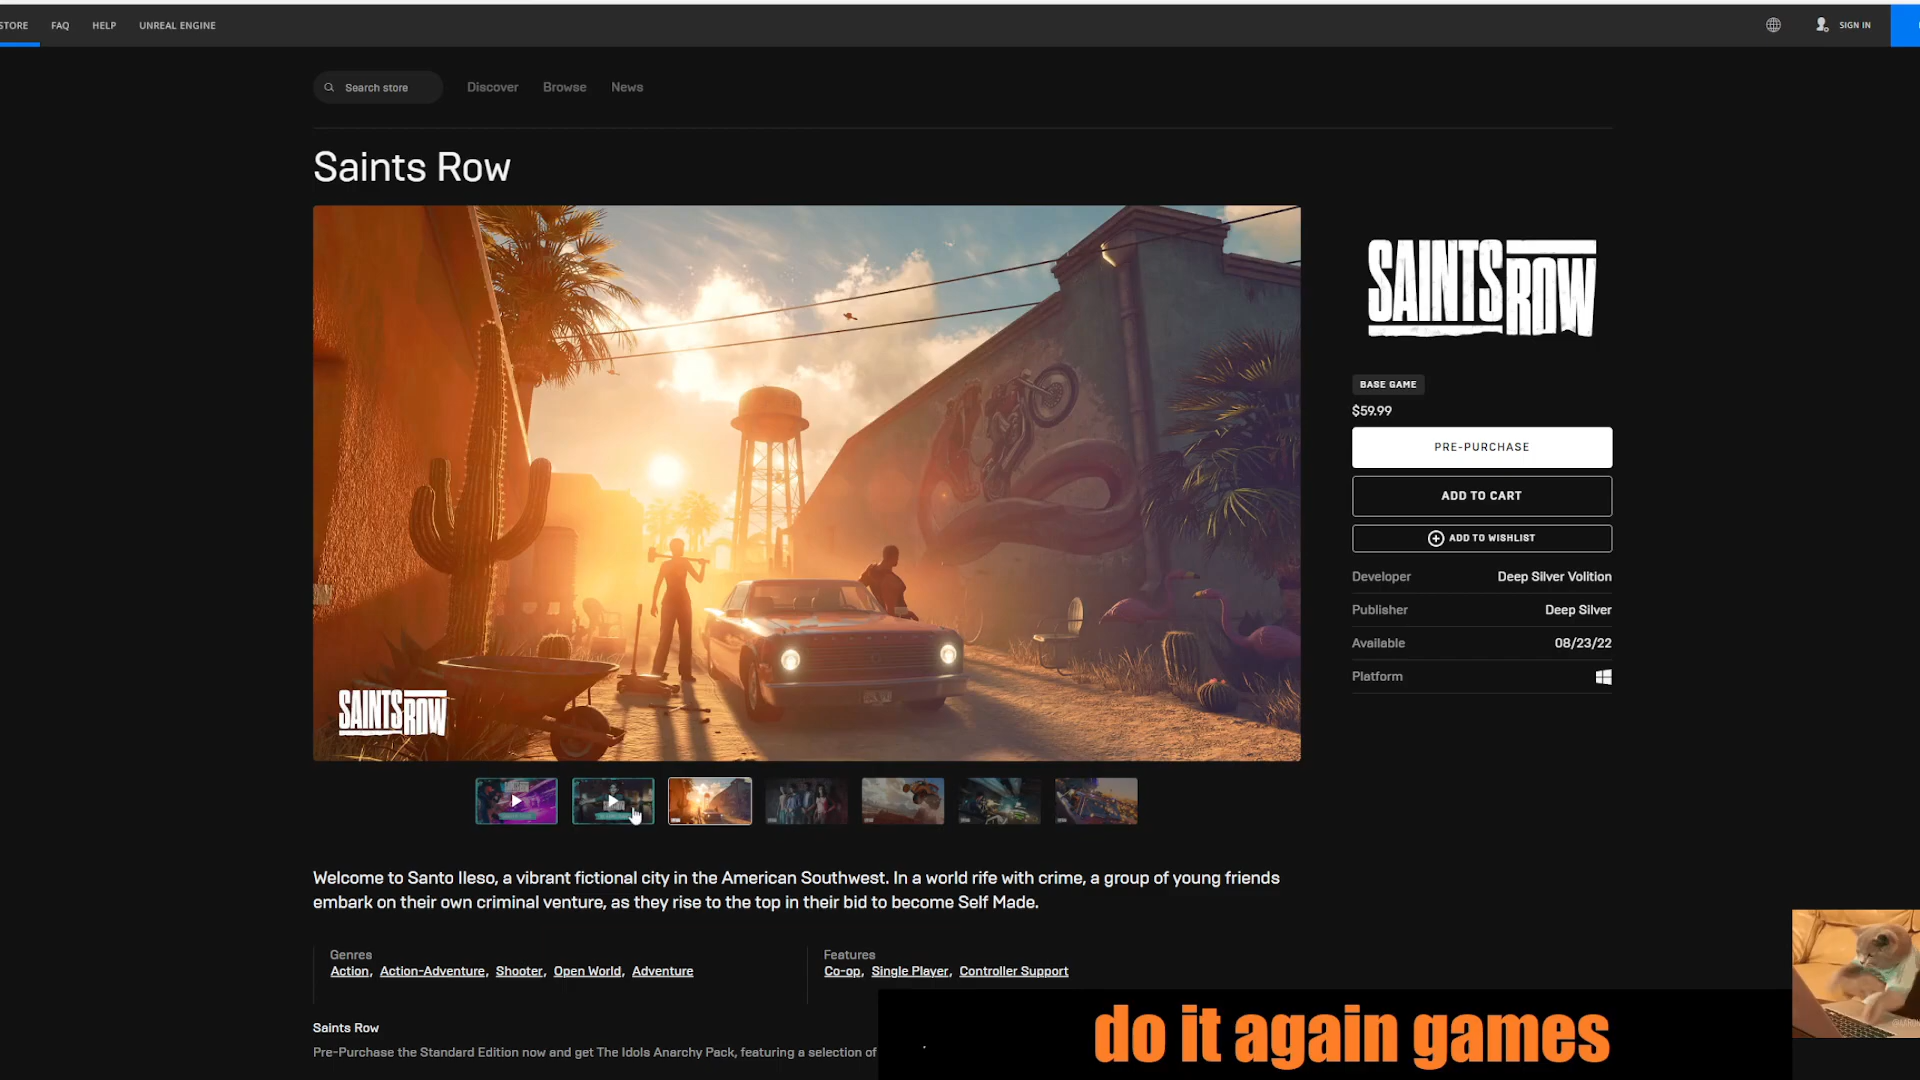 STORE
FAQ
HELP
UNREAL ENGINE
SIGN IN
Search store
Discover
Browse
News
Saints Row
SAINTS ROW
SAINTS ROW
BASE GAME
$59.99
PRE-PURCHASE
ADD TO CART
ADD TO WISHLIST
Developer Deep Silver Volition
Publisher Deep Silver
Available 08/23/22
Platform
Welcome to Santo Ileso, a vibrant fictional city in the American Southwest. In a world rife with crime, a group of young friends
embark on their own criminal venture, as they rise to the top in their bid to become Self Made.
Genres
Action, Action-Adventure, Shooter, Open World, Adventure
Features
Co-op, Single Player, Controller Support
Saints Row
Pre-Purchase the Standard Edition now and get The Idols Anarchy Pack, featuring a selection of
do it again games